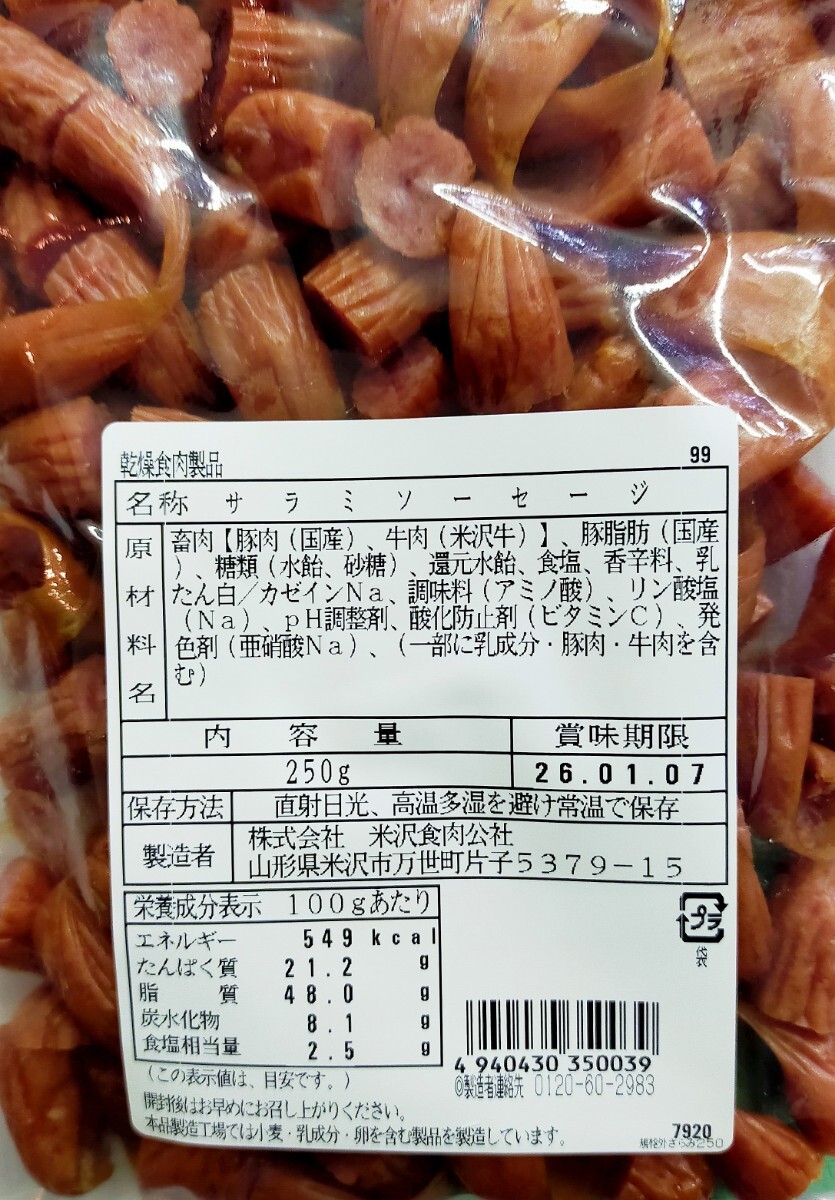 乾燥食肉製品 99
名称 サラミソーセージ
原材料名
畜肉【豚肉(国産)、牛肉(米沢牛)】、豚脂肪(国産
)、糖類(水飴、砂糖)、還元水飴、食塩、香辛料、乳
たん白／カゼインNa、調味料(アミノ酸)、リン酸塩
(Na)、pH調整剤、酸化防止剤(ビタミンC)、発
色剤(亜硝酸Na)、(一部に乳成分・豚肉・牛肉を含
む)
内容量 賞味期限
250g 26.01.07
保存方法 直射日光、高温多湿を避け常温で保存
製造者 株式会社 米沢食肉公社
山形県米沢市万世町片子5379-15
栄養成分表示 100gあたり
エネルギー 549 kcal
たんぱく質 21.2 g
脂質 48.0 g
炭水化物 8.1 g
食塩相当量 2.5 g
(この表示値は、目安です。)
プラ
袋
4 940430 350039
◎製造者連絡先 0120-60-2983
開封後はお早めにお召し上がりください。
本品製造工場では小麦・乳成分・卵を含む製品を製造しています。
7920
規格外さらみ250